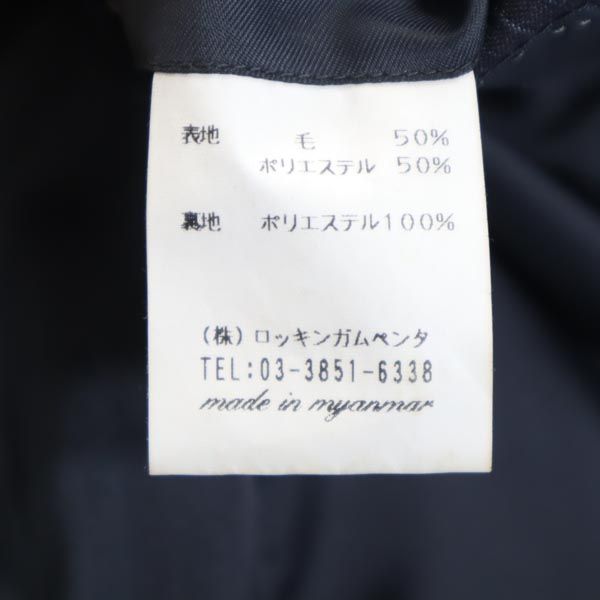 表地 毛 50%
ポリエステル 50%
裏地 ポリエステル100%
(株)ロッキンガムペンタ
TEL:03-3851-6338
made in myanmar